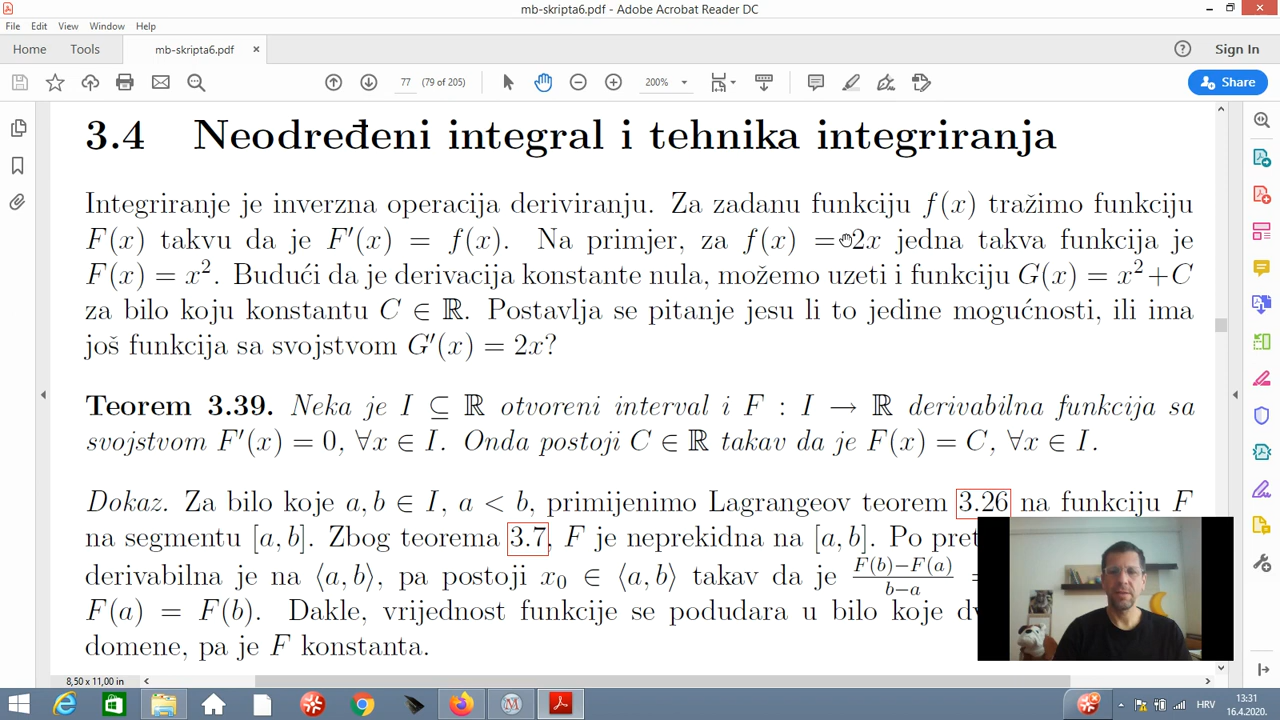 mb-skripta6.pdf - Adobe Acrobat Reader DC
File Edit View Window Help
Home Tools mb-skripta6.pdf × Sign In
77 (79 of 205) 200% Share
3.4 Neodređeni integral i tehnika integriranja
Integriranje je inverzna operacija deriviranju. Za zadanu funkciju f(x) tražimo funkciju
F(x) takvu da je F′(x) = f(x). Na primjer, za f(x) = 2x jedna takva funkcija je
F(x) = x². Budući da je derivacija konstante nula, možemo uzeti i funkciju G(x) = x² + C
za bilo koju konstantu C ∈ ℝ. Postavlja se pitanje jesu li to jedine mogućnosti, ili ima
još funkcija sa svojstvom G′(x) = 2x?
Teorem 3.39. Neka je I ⊆ ℝ otvoreni interval i F : I → ℝ derivabilna funkcija sa
svojstvom F′(x) = 0, ∀x ∈ I. Onda postoji C ∈ ℝ takav da je F(x) = C, ∀x ∈ I.
Dokaz. Za bilo koje a, b ∈ I, a < b, primijenimo Lagrangeov teorem 3.26 na funkciju F
na segmentu [a, b]. Zbog teorema 3.7, F je neprekidna na [a, b]. Po
derivabilna je na ⟨a, b⟩, pa postoji x₀ ∈ ⟨a, b⟩ takav da je (F(b)−F(a))/(b−a) =
F(a) = F(b). Dakle, vrijednost funkcije se podudara u bilo koje
domene, pa je F konstanta.
8,50 x 11,00 in
HRV 13:31
16.4.2020.